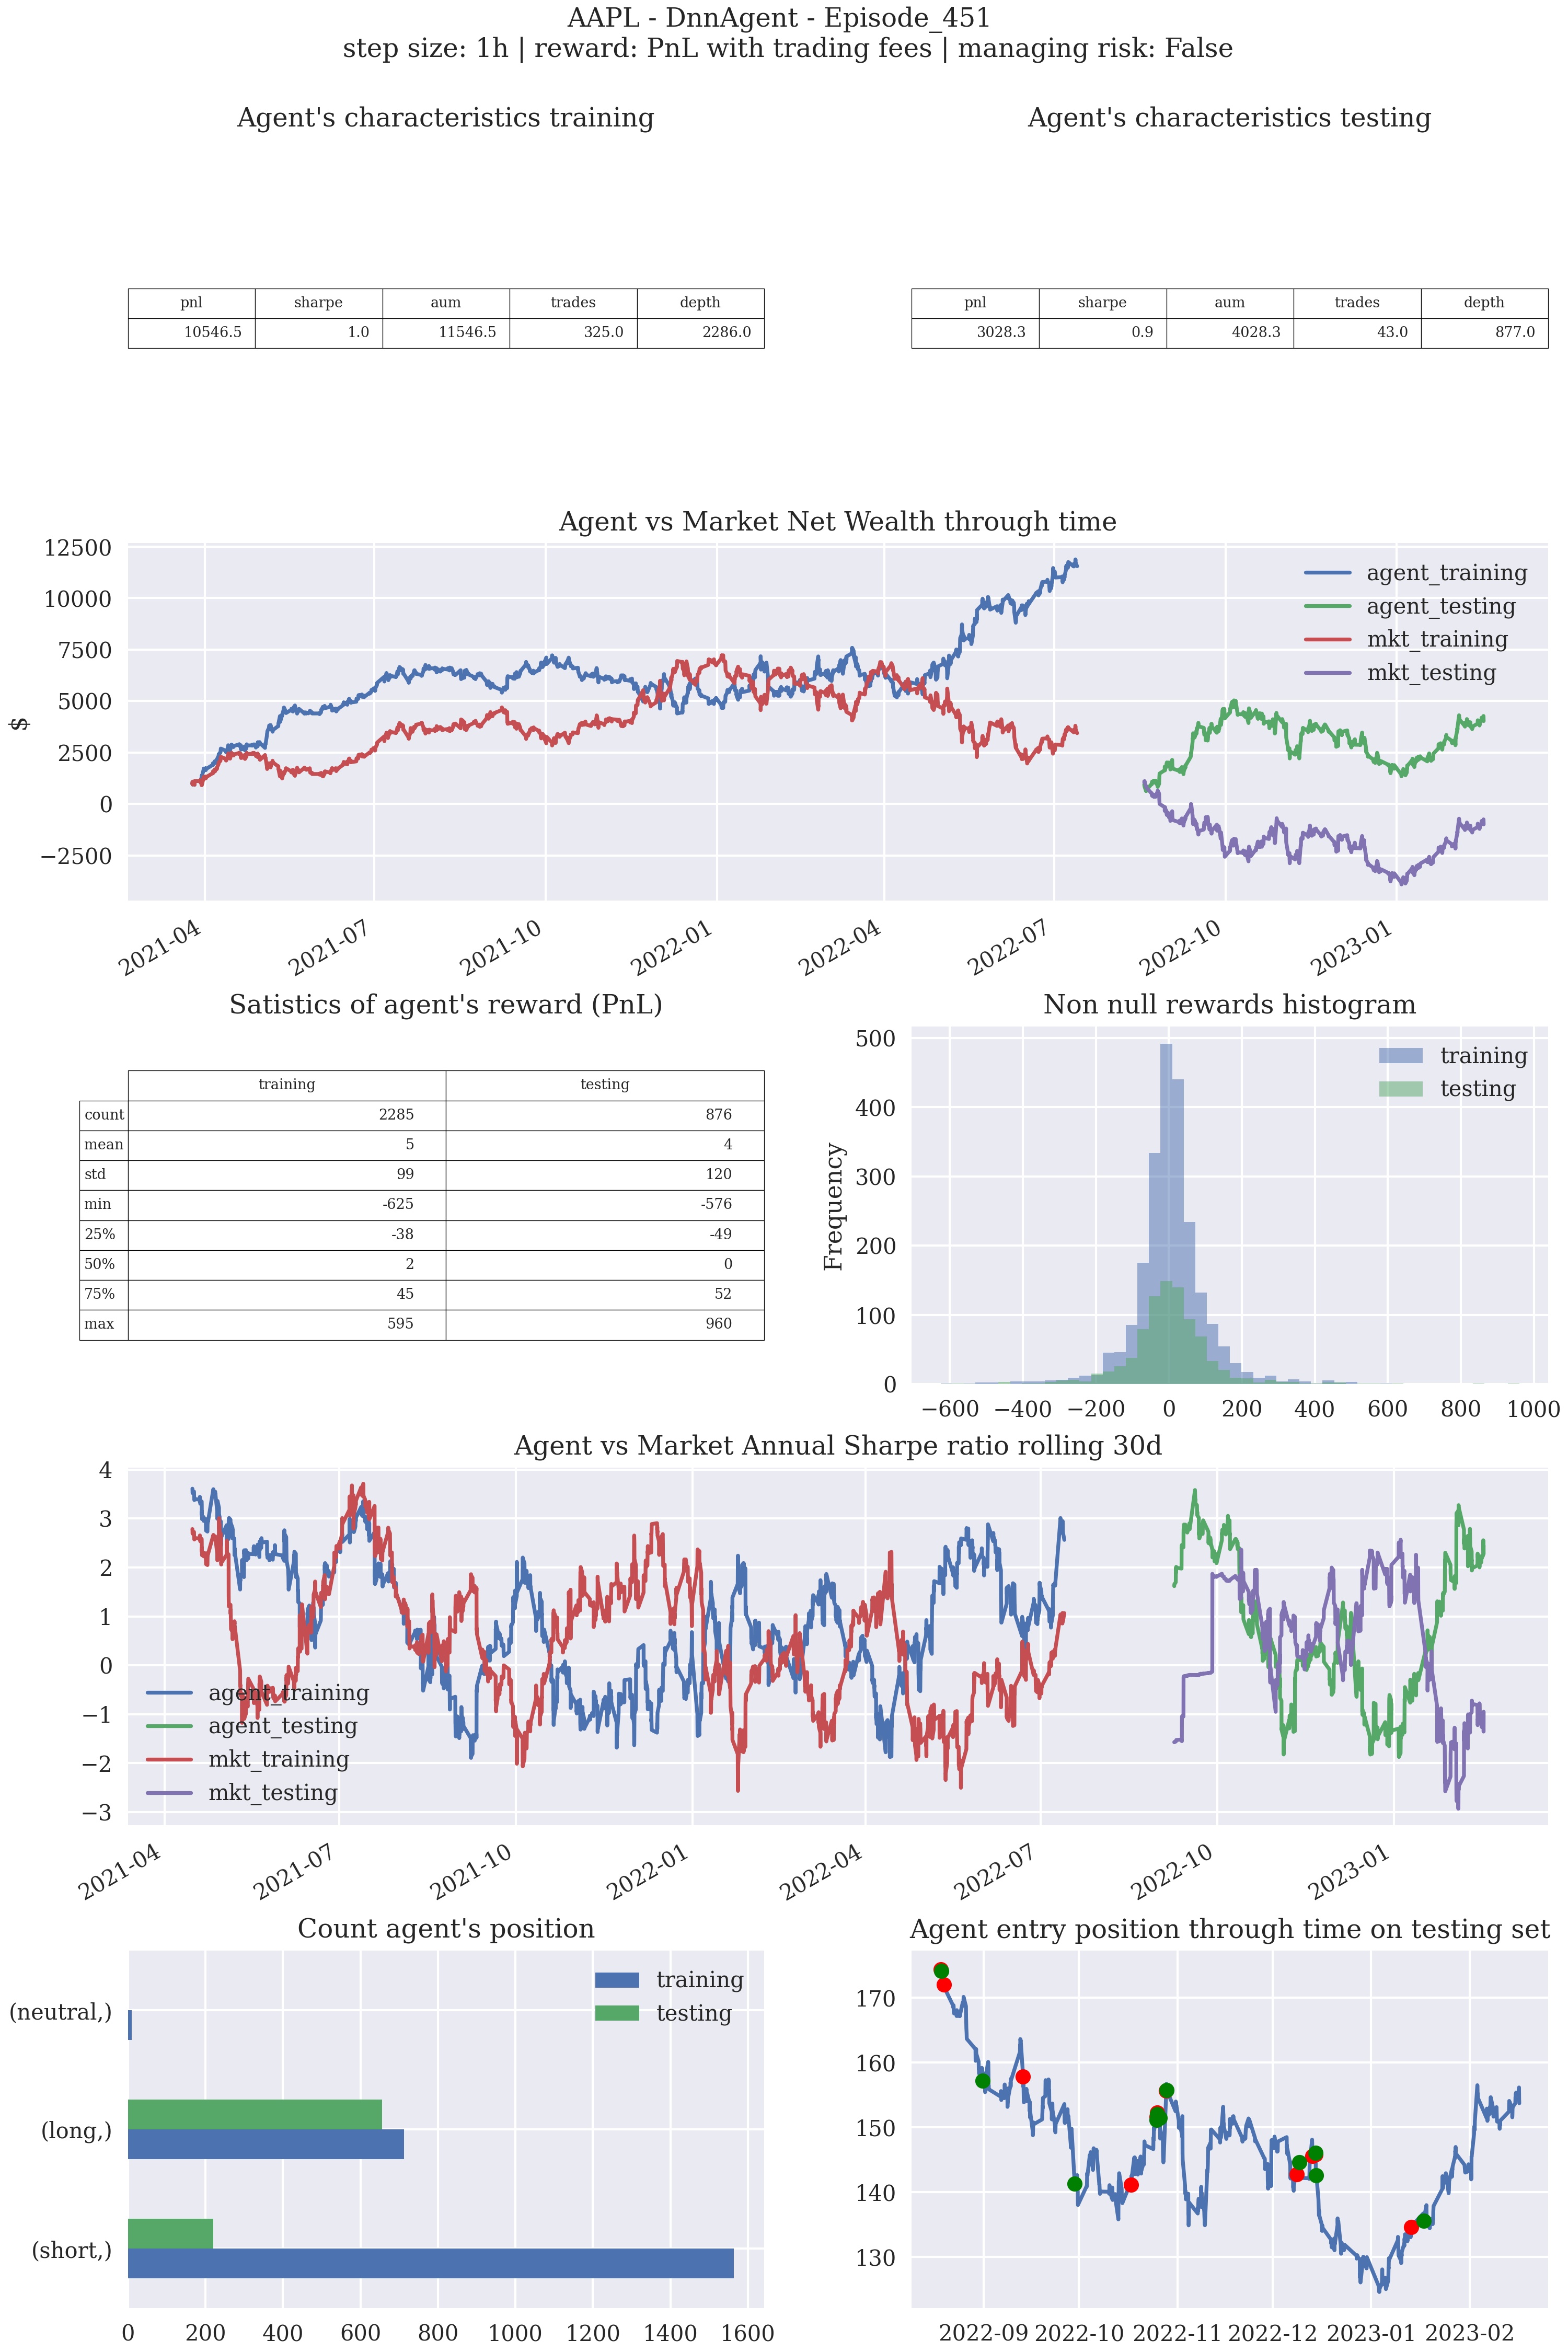 AAPL - DnnAgent - Episode_451
step size: 1h | reward: PnL with trading fees | managing risk: False
Agent's characteristics training
Agent's characteristics testing
pnl sharpe aum trades depth
10546.5 1.0 11546.5 325.0 2286.0
pnl sharpe aum trades depth
3028.3 0.9 4028.3 43.0 877.0
Agent vs Market Net Wealth through time
12500
10000
7500
5000
2500
0
−2500
$
agent_training
agent_testing
mkt_training
mkt_testing
2021-04 2021-07 2021-10 2022-01 2022-04 2022-07 2022-10 2023-01
Satistics of agent's reward (PnL)
training testing
count 2285 876
mean 5 4
std 99 120
min -625 -576
25% -38 -49
50% 2 0
75% 45 52
max 595 960
Non null rewards histogram
500
400
300
200
100
0
Frequency
training
testing
−600 −400 −200 0 200 400 600 800 1000
Agent vs Market Annual Sharpe ratio rolling 30d
4
3
2
1
0
−1
−2
−3
agent_training
agent_testing
mkt_training
mkt_testing
2021-04 2021-07 2021-10 2022-01 2022-04 2022-07 2022-10 2023-01
Count agent's position
training
testing
(neutral,)
(long,)
(short,)
0 200 400 600 800 1000 1200 1400 1600
Agent entry position through time on testing set
170
160
150
140
130
2022-09 2022-10 2022-11 2022-12 2023-01 2023-02